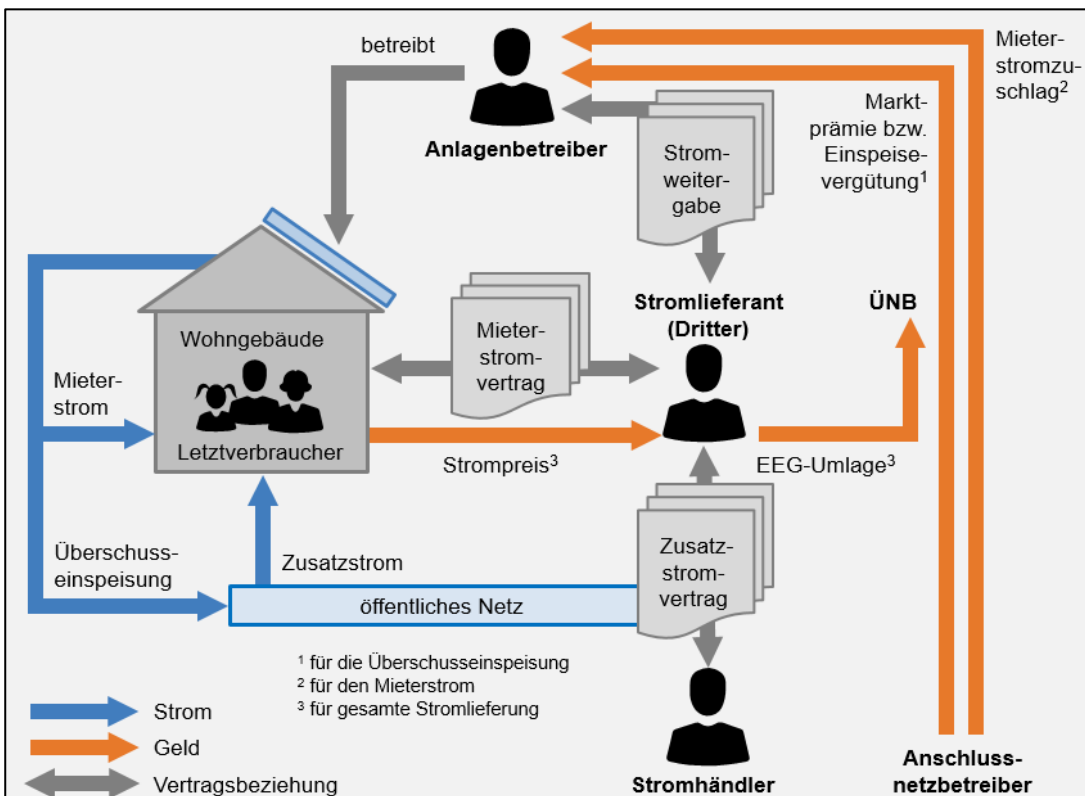 betreibt
Anlagenbetreiber
Mieter-
stromzu-
schlag²
Markt-
prämie bzw.
Einspeise-
vergütung¹
Strom-
weiter-
gabe
Stromlieferant
(Dritter)
ÜNB
Wohngebäude
Letztverbraucher
Mieter-
strom-
vertrag
Mieter-
strom
Strompreis³
EEG-Umlage³
Überschuss-
einspeisung
Zusatzstrom
Zusatz-
strom-
vertrag
öffentliches Netz
¹ für die Überschusseinspeisung
² für den Mieterstrom
³ für gesamte Stromlieferung
Strom
Geld
Vertragsbeziehung
Stromhändler
Anschluss-
netzbetreiber